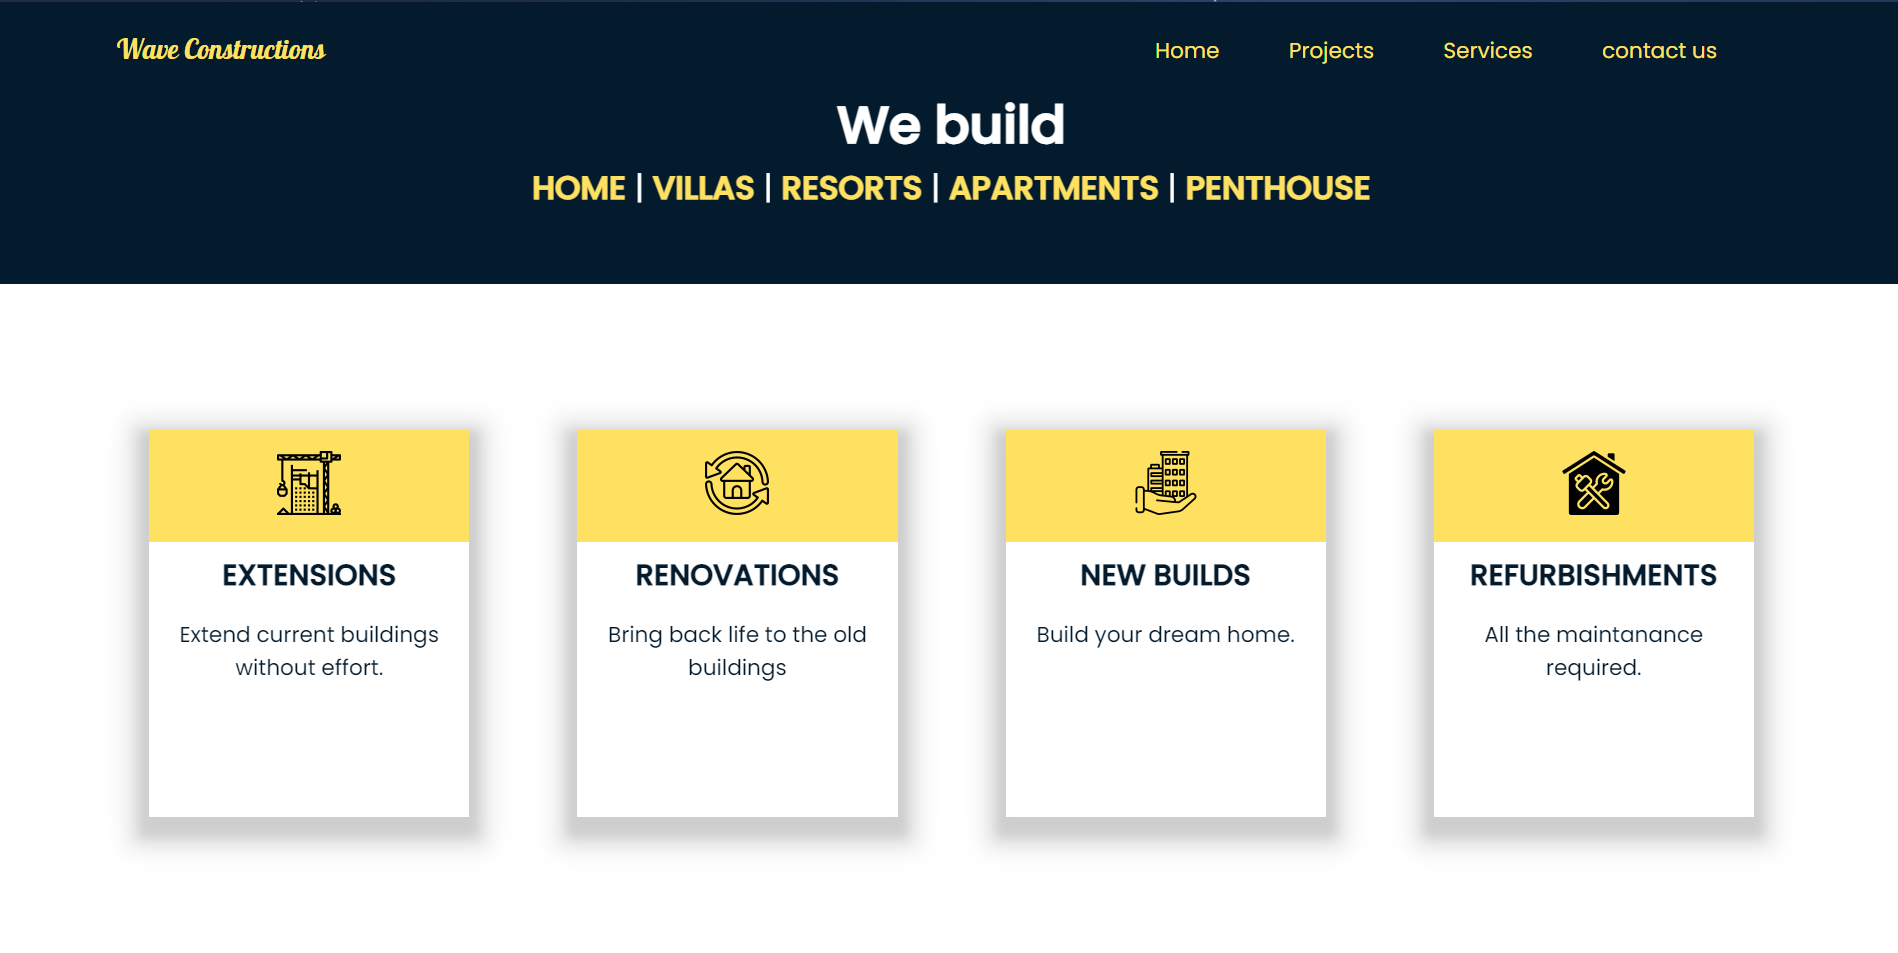 Wave Constructions
Home Projects Services contact us
We build
HOME | VILLAS | RESORTS | APARTMENTS | PENTHOUSE
EXTENSIONS
Extend current buildings
without effort.
RENOVATIONS
Bring back life to the old
buildings
NEW BUILDS
Build your dream home.
REFURBISHMENTS
All the maintanance
required.